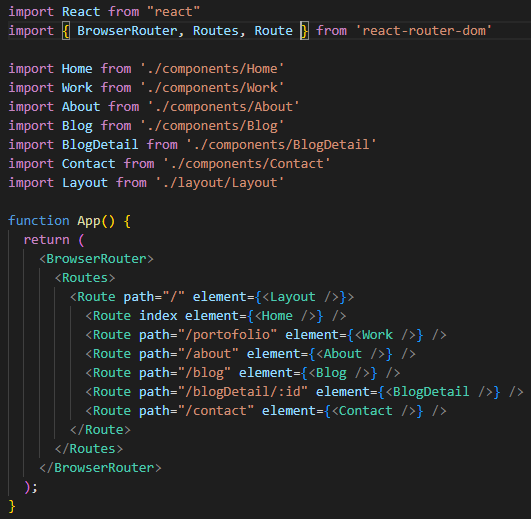 import React from "react"
import { BrowserRouter, Routes, Route } from 'react-router-dom'
import Home from './components/Home'
import Work from './components/Work'
import About from './components/About'
import Blog from './components/Blog'
import BlogDetail from './components/BlogDetail'
import Contact from './components/Contact'
import Layout from './layout/Layout'
function App() {
  return (
    <BrowserRouter>
      <Routes>
        <Route path="/" element={<Layout />}>
          <Route index element={<Home />} />
          <Route path="/portofolio" element={<Work />} />
          <Route path="/about" element={<About />} />
          <Route path="/blog" element={<Blog />} />
          <Route path="/blogDetail/:id" element={<BlogDetail />} />
          <Route path="/contact" element={<Contact />} />
        </Route>
      </Routes>
    </BrowserRouter>
  );
}